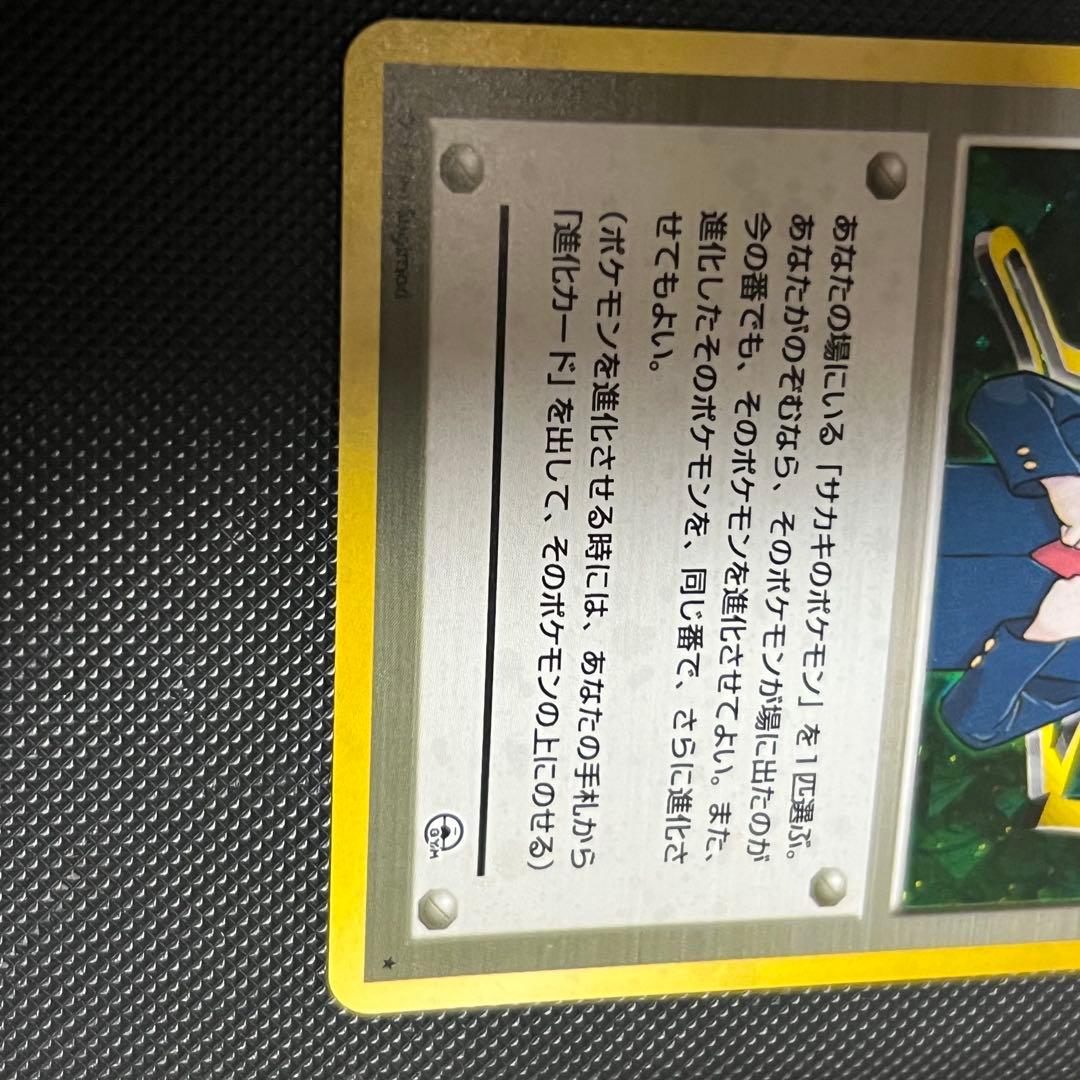 あなたの場にいる「サカキのポケモン」を1匹選ぶ。
あなたがのぞむなら、そのポケモンが場に出たのが
今の番でも、そのポケモンを進化させてよい。また、
進化したそのポケモンを、同じ番で、さらに進化さ
せてもよい。
(ポケモンを進化させる時には、あなたの手札から
「進化カード」を出して、そのポケモンの上にのせる)
GYM
★